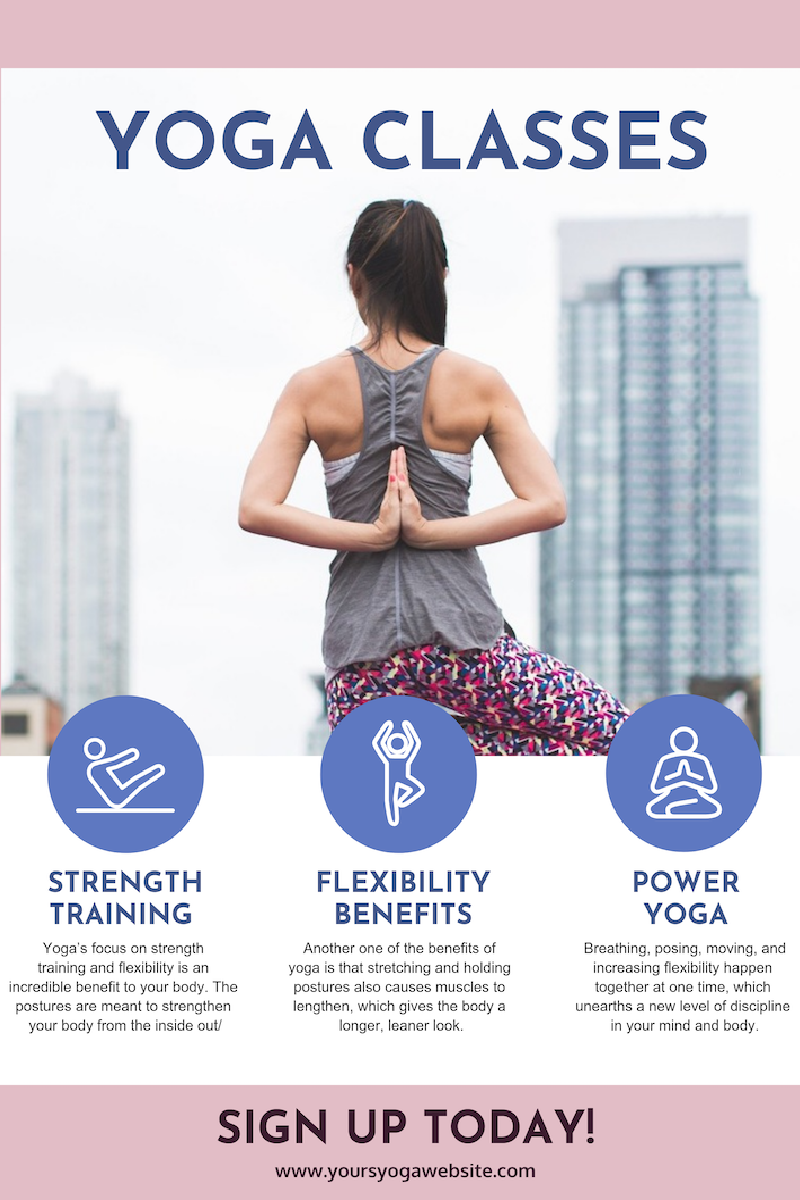 YOGA CLASSES
STRENGTH
TRAINING
Yoga's focus on strength
training and flexibility is an
incredible benefit to your body. The
postures are meant to strengthen
your body from the inside out/
FLEXIBILITY
BENEFITS
Another one of the benefits of
yoga is that stretching and holding
postures also causes muscles to
lengthen, which gives the body a
longer, leaner look.
POWER
YOGA
Breathing, posing, moving, and
increasing flexibility happen
together at one time, which
unearths a new level of discipline
in your mind and body.
SIGN UP TODAY!
www.yoursyogawebsite.com